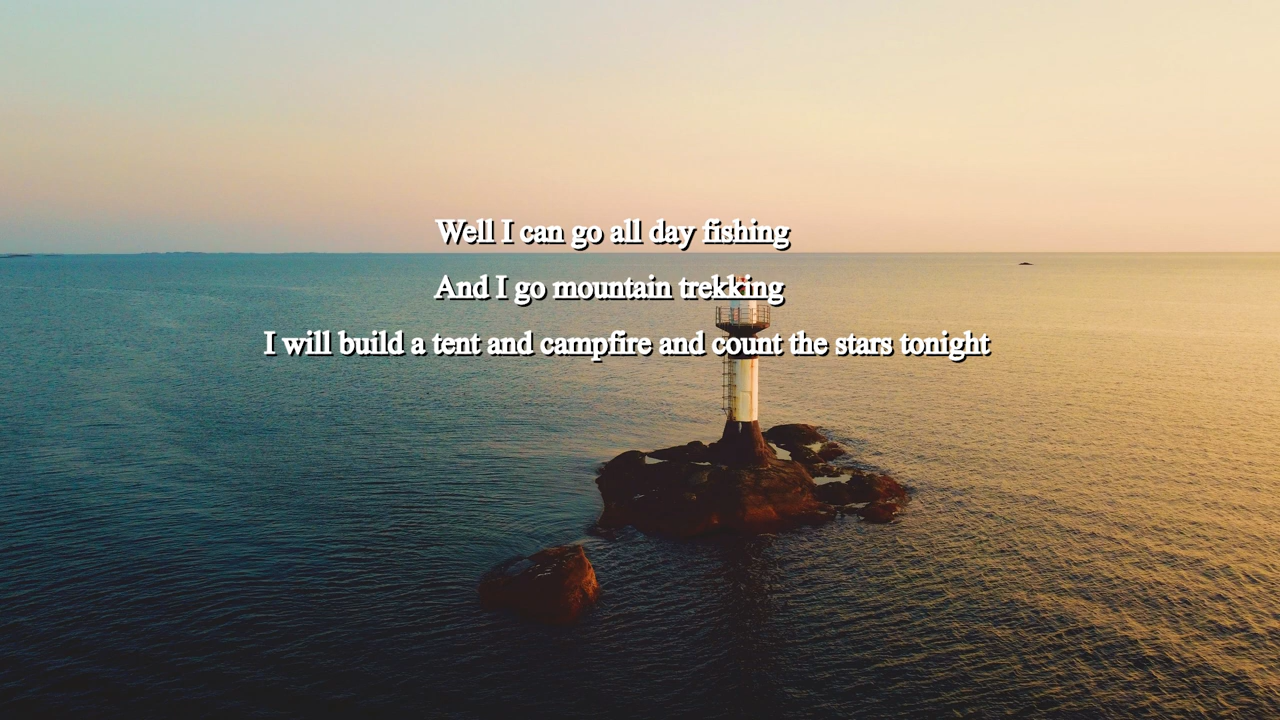 Well I can go all day fishing
And I go mountain trekking
I will build a tent and campfire and count the stars tonight